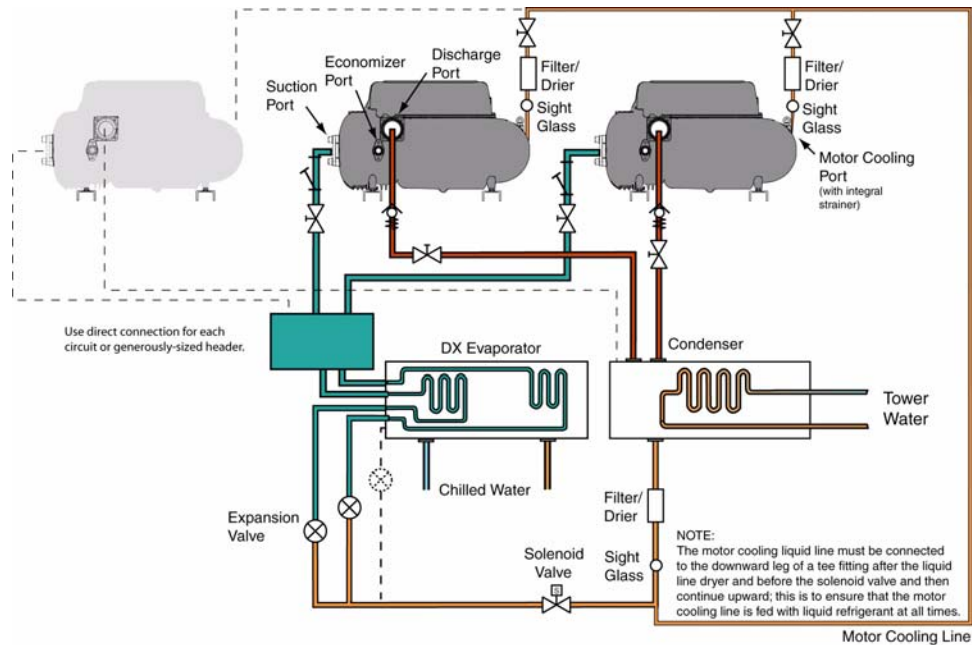 Discharge
Port
Economizer
Port
Suction
Port
Filter/
Drier
Sight
Glass
Filter/
Drier
Sight
Glass
Motor Cooling
Port
(with integral
strainer)
Use direct connection for each
circuit or generously-sized header.
DX Evaporator
Condenser
Tower
Water
Chilled Water
Expansion
Valve
Solenoid
Valve
S
Filter/
Drier
Sight
Glass
NOTE:
The motor cooling liquid line must be connected
to the downward leg of a tee fitting after the liquid
line dryer and before the solenoid valve and then
continue upward; this is to ensure that the motor
cooling line is fed with liquid refrigerant at all times.
Motor Cooling Line